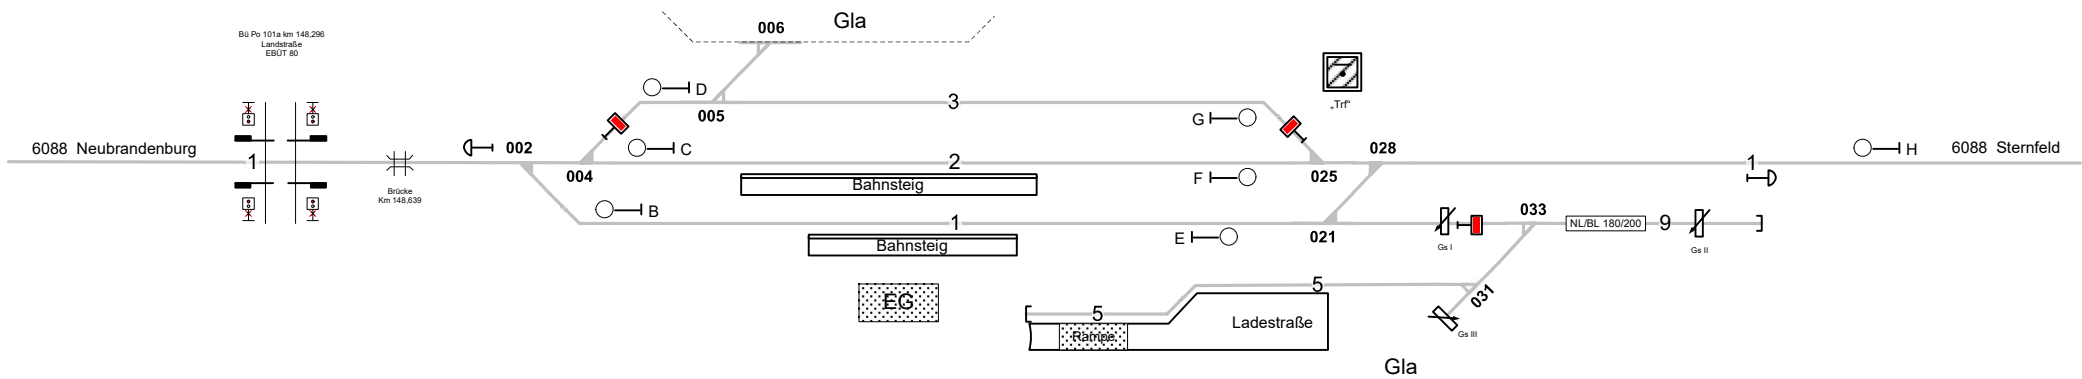 Gla
006
Bü Po 101a km 148,296
Landstraße
EBÜT 80
D
005
3
G
„Trf“
6088 Neubrandenburg
1
002
C
2
028
H
6088 Sternfeld
1
004
Bahnsteig
F
025
Brücke
Km 148,639
B
1
E
021
033
NL/BL 180/200
9
Gs I
Gs II
Bahnsteig
EG
5
5
031
Rampe
Ladestraße
Gs III
Gla